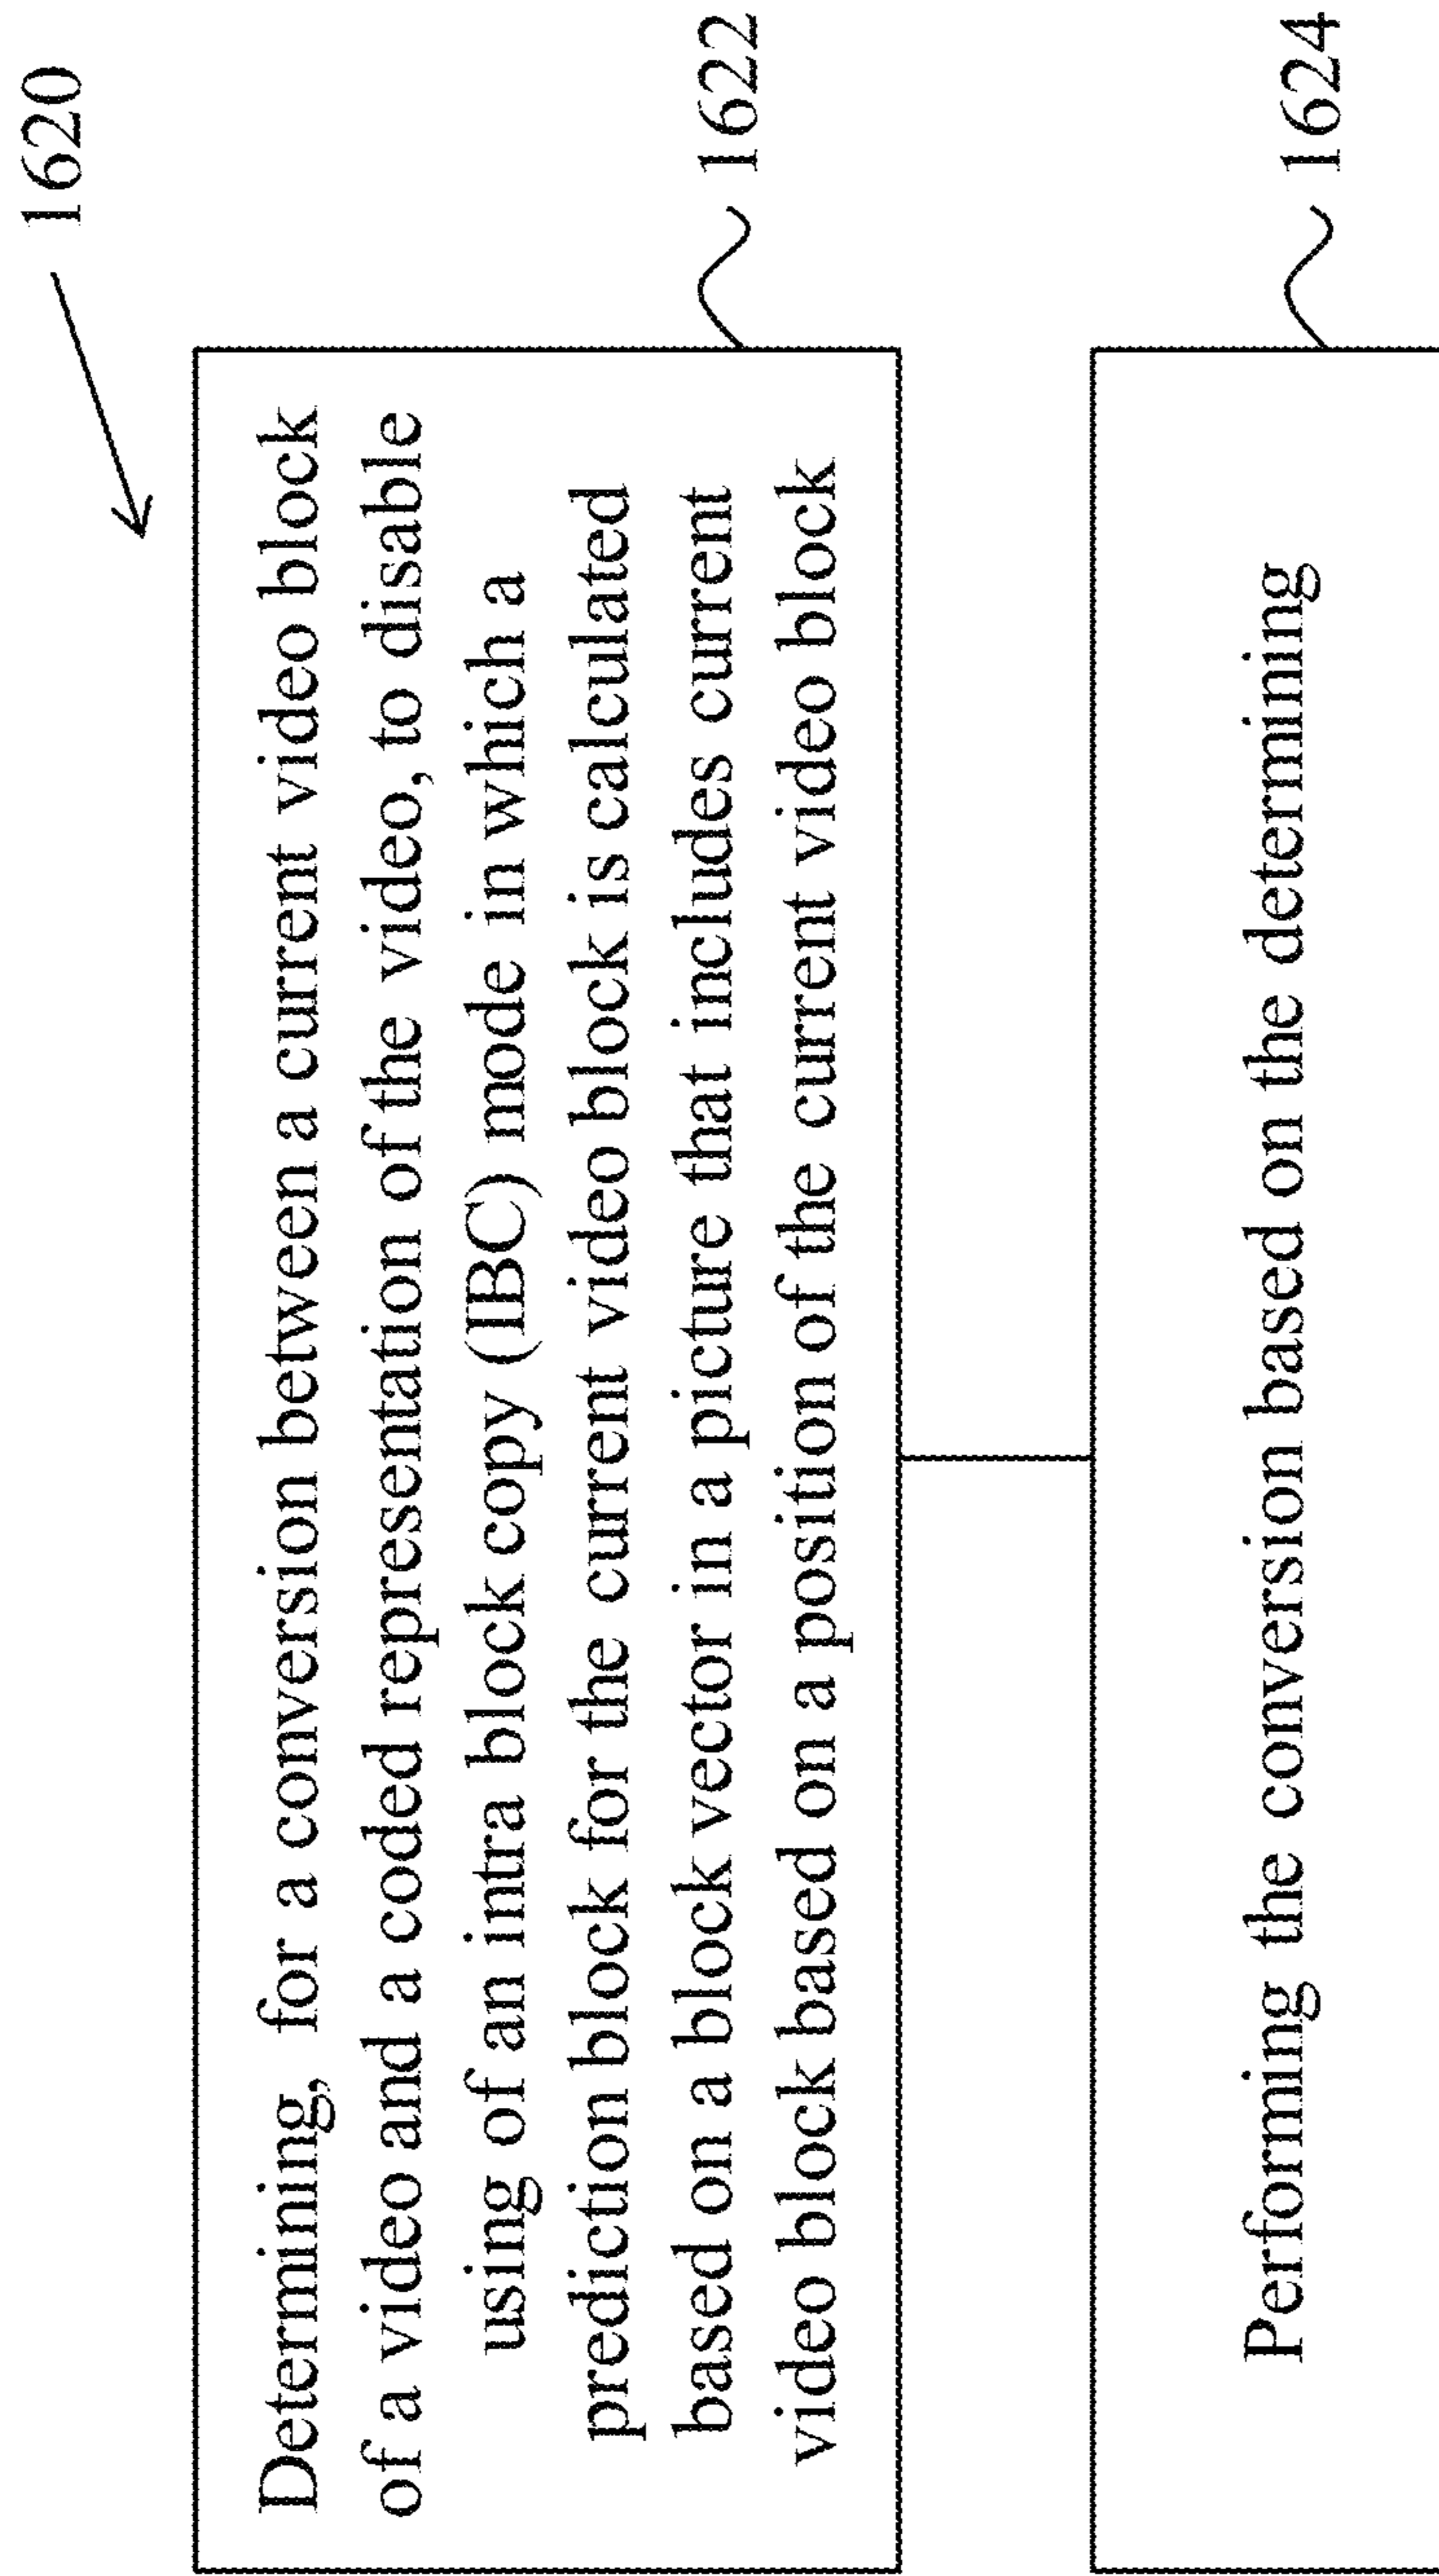 1620
Determining, for a conversion between a current video block
of a video and a coded representation of the video, to disable
using of an intra block copy (IBC) mode in which a
prediction block for the current video block is calculated
based on a block vector in a picture that includes current
video block based on a position of the current video block
1622
Performing the conversion based on the determining
1624